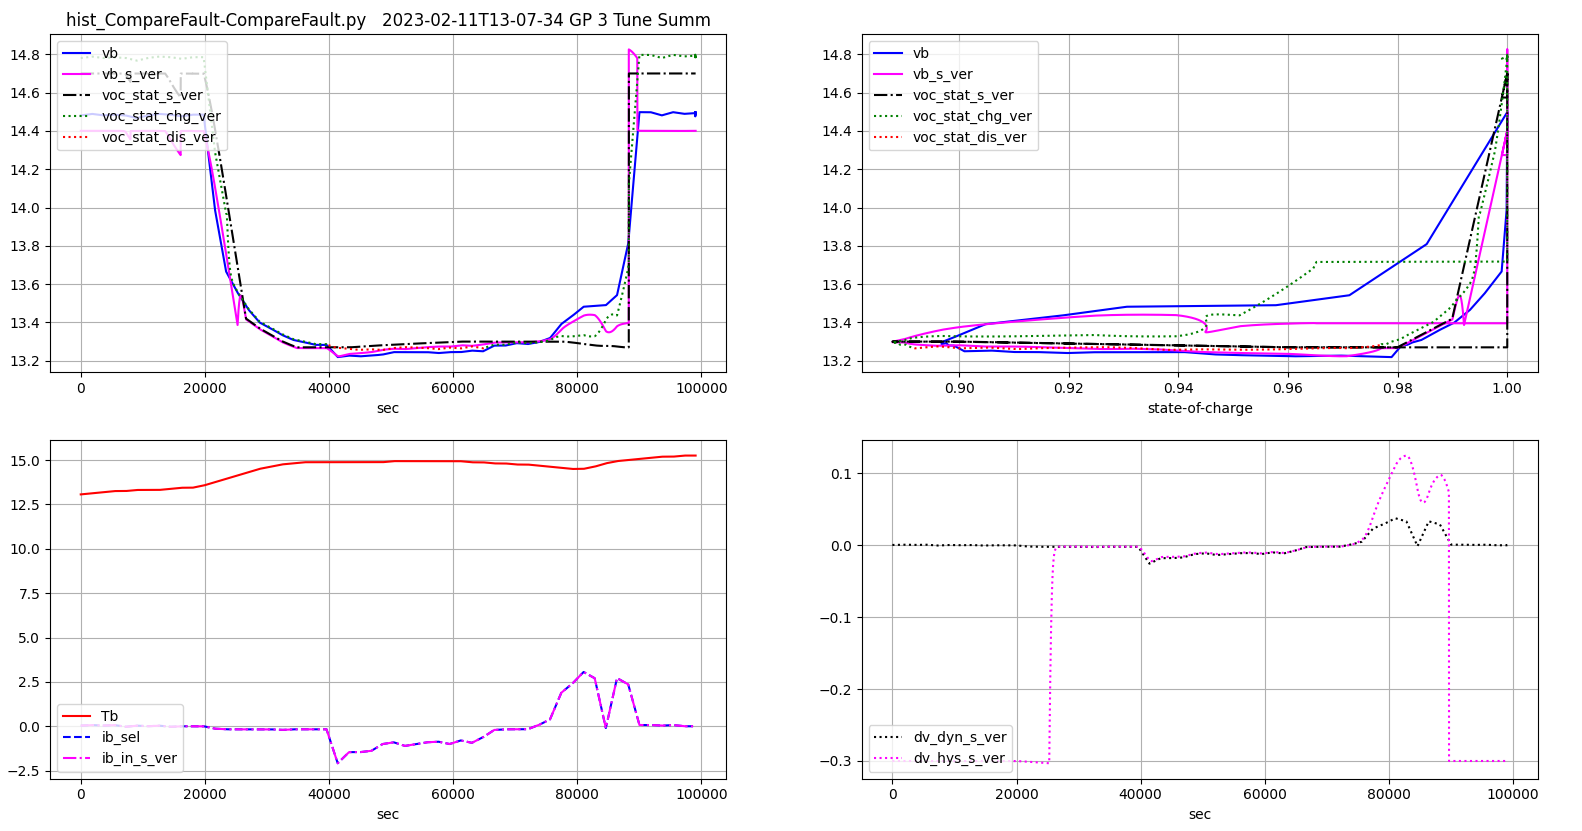 hist_CompareFault-CompareFault.py 2023-02-11T13-07-34 GP 3 Tune Summ
14.8
14.6
14.4
14.2
14.0
13.8
13.6
13.4
13.2
vb
vb_s_ver
voc_stat_s_ver
voc_stat_chg_ver
voc_stat_dis_ver
0 20000 40000 60000 80000 100000
sec
14.8
14.6
14.4
14.2
14.0
13.8
13.6
13.4
13.2
vb
vb_s_ver
voc_stat_s_ver
voc_stat_chg_ver
voc_stat_dis_ver
0.90 0.92 0.94 0.96 0.98 1.00
state-of-charge
15.0
12.5
10.0
7.5
5.0
2.5
0.0
−2.5
Tb
ib_sel
ib_in_s_ver
0 20000 40000 60000 80000 100000
sec
0.1
0.0
−0.1
−0.2
−0.3
dv_dyn_s_ver
dv_hys_s_ver
0 20000 40000 60000 80000 100000
sec